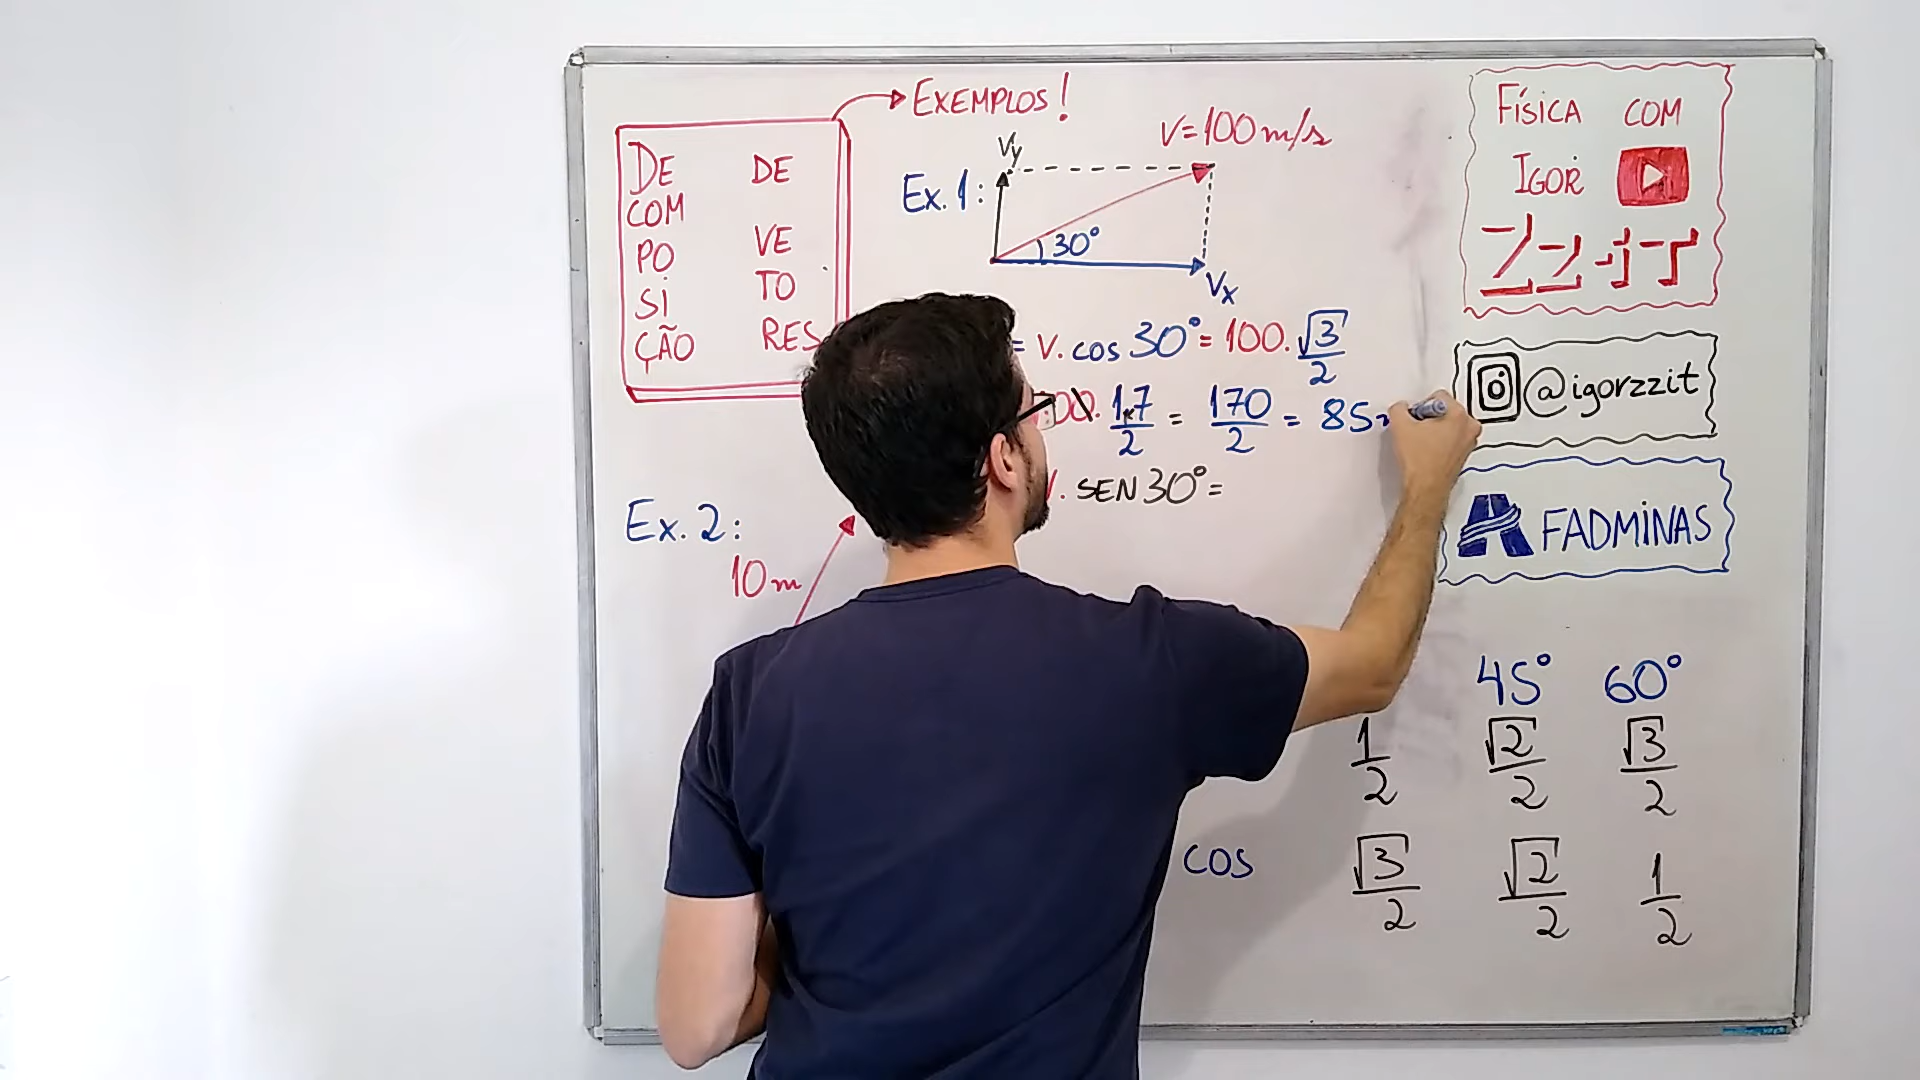 EXEMPLOS!
DE DE
COM
PO VE
SI TO
ÇÃO RES
Ex. 1:
Vy
V=100m/s
30°
Vx
= V. cos 30° = 100. √3/2
00. 1,7/2 = 170/2 = 85
V. SEN 30° =
Ex. 2:
10m
FÍSICA COM
IGOR
@igorzzit
FADMINAS
45° 60°
1/2 √2/2 √3/2
COS √3/2 √2/2 1/2